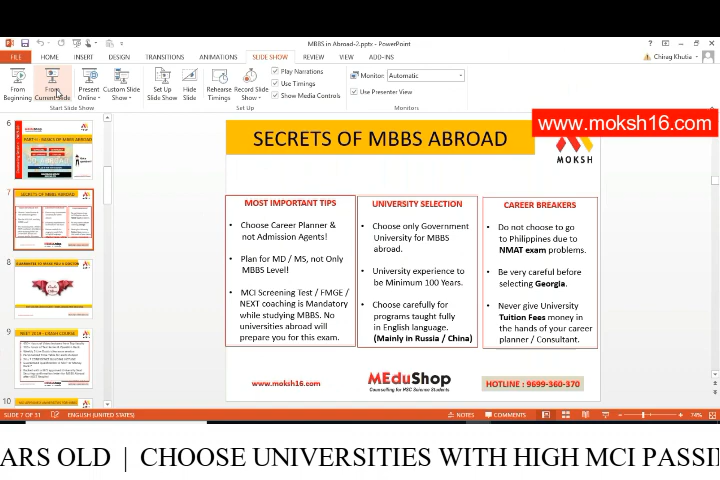 MBBS in Abroad-2.pptx - PowerPoint
FILE HOME INSERT DESIGN TRANSITIONS ANIMATIONS SLIDE SHOW REVIEW VIEW ADD-INS
Chirag Khutia
From Beginning
From Current Slide
Present Online
Custom Slide Show
Set Up Slide Show
Hide Slide
Rehearse Timings
Record Slide Show
Play Narrations
Use Timings
Show Media Controls
Monitor: Automatic
Use Presenter View
Start Slide Show
Set Up
Monitors
www.moksh16.com
6
7
8
9
10
SECRETS OF MBBS ABROAD
MOKSH
MOST IMPORTANT TIPS
• Choose Career Planner &
not Admission Agents!
• Plan for MD / MS, not Only
MBBS Level!
• MCI Screening Test / FMGE /
NEXT coaching is Mandatory
while studying MBBS. No
universities abroad will
prepare you for this exam.
UNIVERSITY SELECTION
• Choose only Government
University for MBBS
abroad.
• University experience to
be Minimum 100 Years.
• Choose carefully for
programs taught fully
in English language.
(Mainly in Russia / China)
CAREER BREAKERS
• Do not choose to go
to Philippines due to
NMAT exam problems.
• Be very careful before
selecting Georgia.
• Never give University
Tuition Fees money in
the hands of your career
planner / Consultant.
www.moksh16.com
MEduShop
Counselling for HSC Science Students
HOTLINE : 9699-360-370
SLIDE 7 OF 31 ENGLISH (UNITED STATES) NOTES COMMENTS 74%
ARS OLD | CHOOSE UNIVERSITIES WITH HIGH MCI PASSI